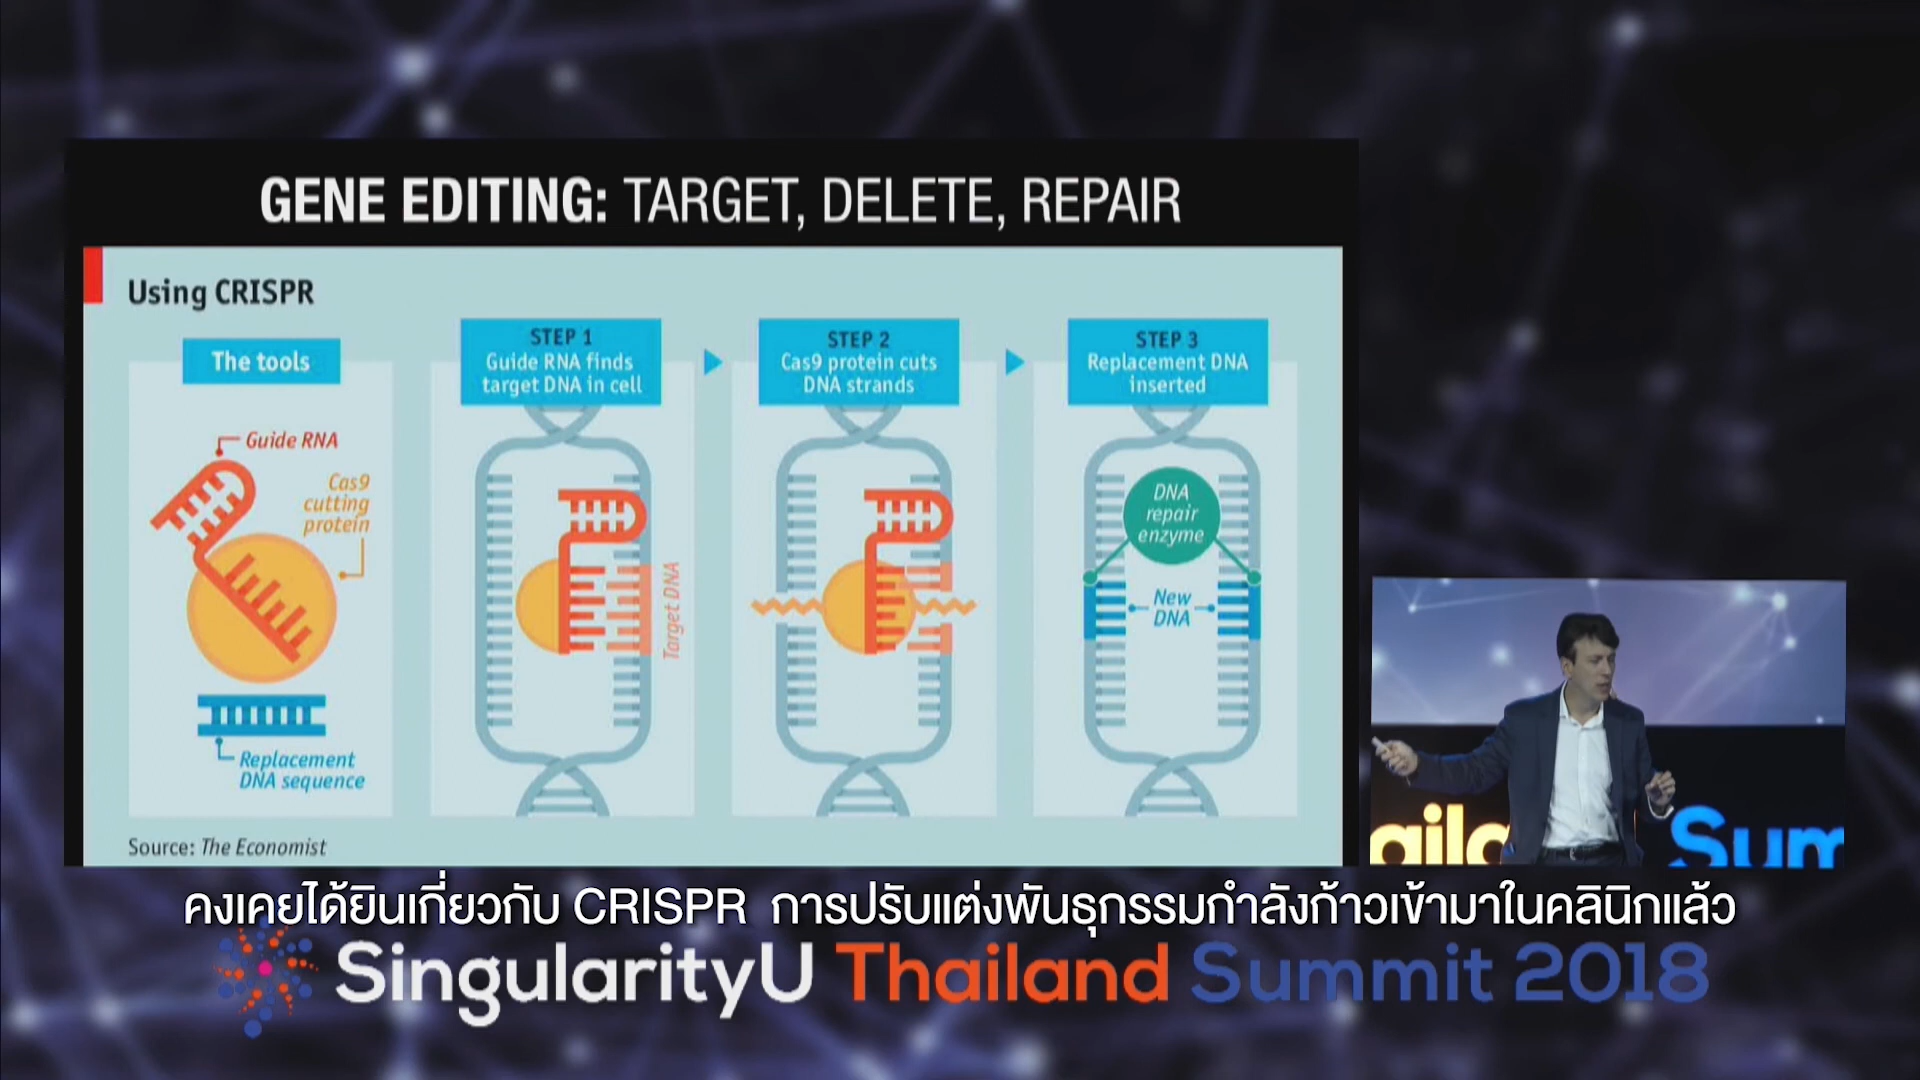 GENE EDITING: TARGET, DELETE, REPAIR
Using CRISPR
The tools
Guide RNA
Cas9
cutting
protein
Replacement
DNA sequence
STEP 1
Guide RNA finds
target DNA in cell
Target DNA
STEP 2
Cas9 protein cuts
DNA strands
STEP 3
Replacement DNA
inserted
DNA
repair
enzyme
New
DNA
Source: The Economist
aila
Sum
คงเคยได้ยินเกี่ยวกับ CRISPR การปรับแต่งพันธุกรรมกำลังก้าวเข้ามาในคลินิกแล้ว
SingularityU Thailand Summit 2018